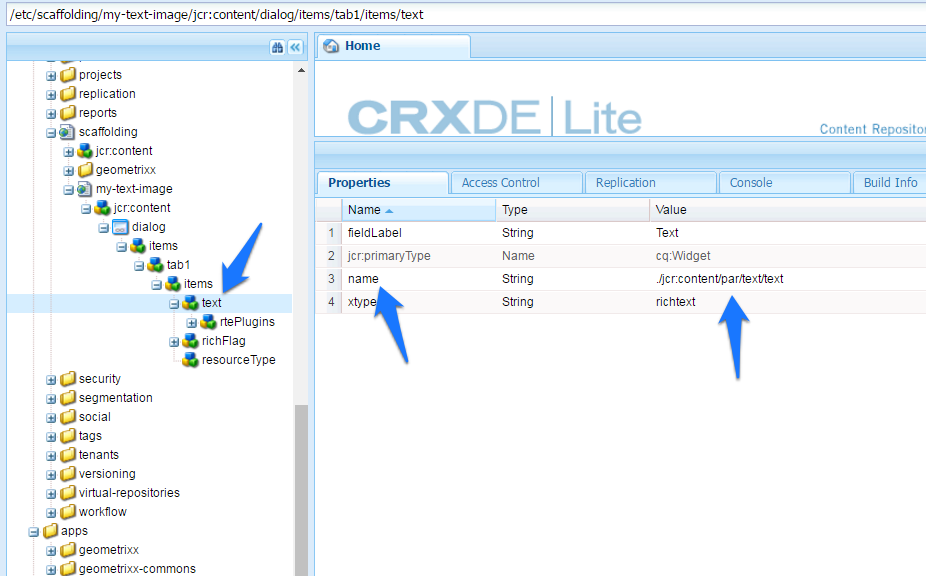 /etc/scaffolding/my-text-image/jcr:content/dialog/items/tab1/items/text
projects
replication
reports
scaffolding
jcr:content
geometrixx
my-text-image
jcr:content
dialog
items
tab1
items
text
rtePlugins
richFlag
resourceType
security
segmentation
social
tags
tenants
versioning
virtual-repositories
workflow
apps
geometrixx
geometrixx-commons
Home
CRXDE | Lite
Content Reposito
Properties Access Control Replication Console Build Info
Name Type Value
1 fieldLabel String Text
2 jcr:primaryType Name cq:Widget
3 name String ./jcr:content/par/text/text
4 xtype String richtext